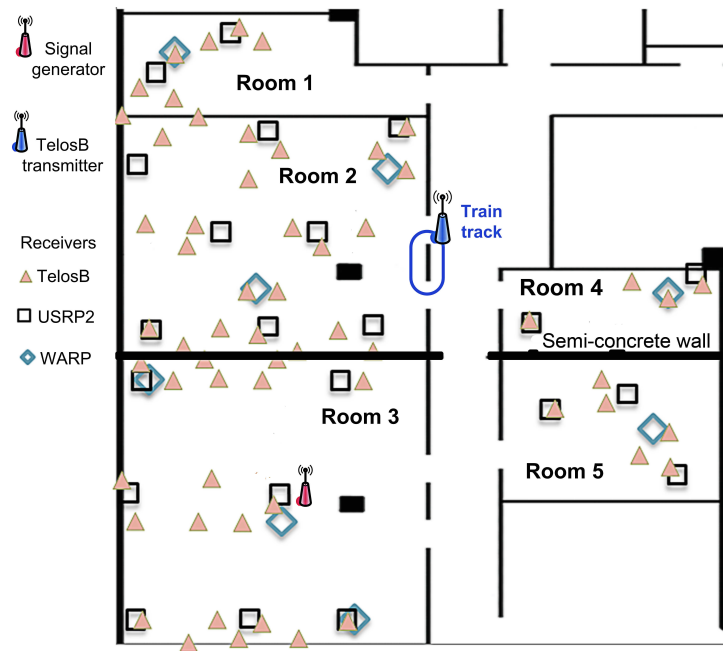 Signal
generator
TelosB
transmitter
Receivers
TelosB
USRP2
WARP
Room 1
Room 2
Train
track
Room 4
Semi-concrete wall
Room 3
Room 5